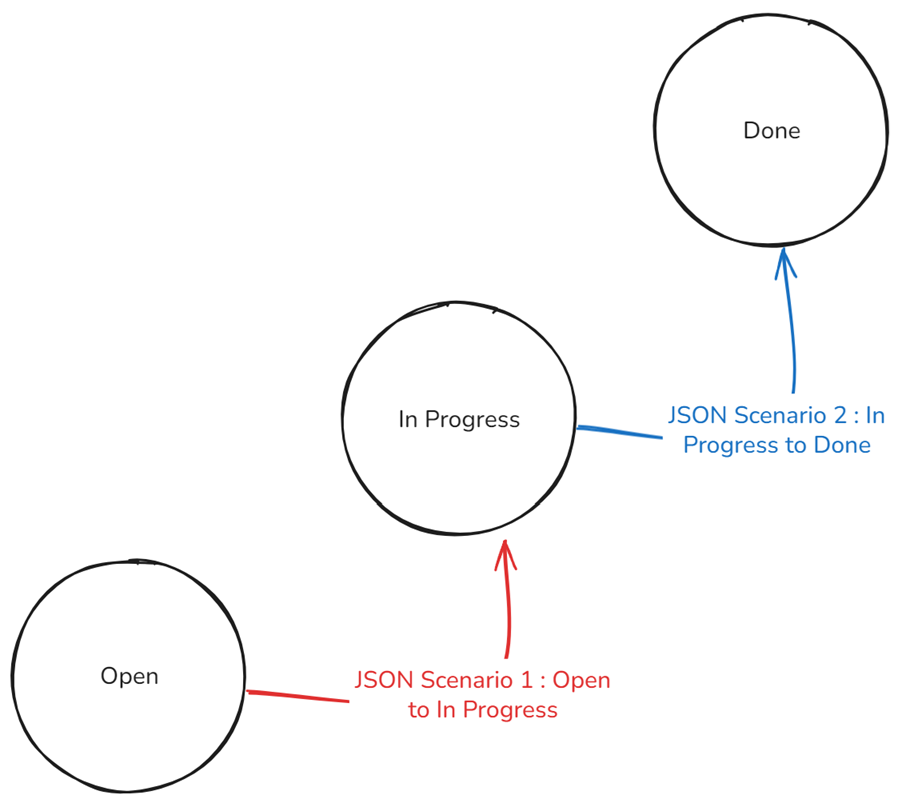 Done
In Progress
JSON Scenario 2 : In
Progress to Done
Open
JSON Scenario 1 : Open
to In Progress